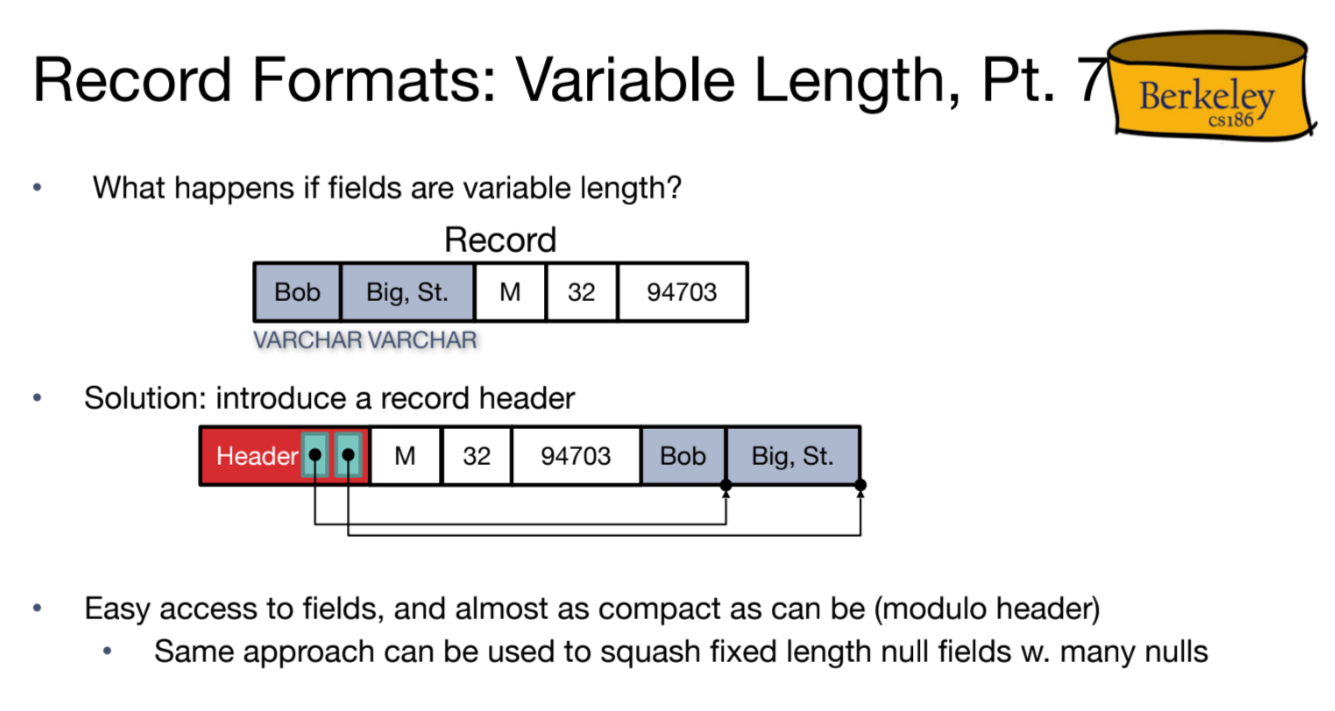 Record Formats: Variable Length, Pt. 7
Berkeley
cs186
• What happens if fields are variable length?
Record
Bob Big, St. M 32 94703
VARCHAR VARCHAR
• Solution: introduce a record header
Header M 32 94703 Bob Big, St.
• Easy access to fields, and almost as compact as can be (modulo header)
• Same approach can be used to squash fixed length null fields w. many nulls